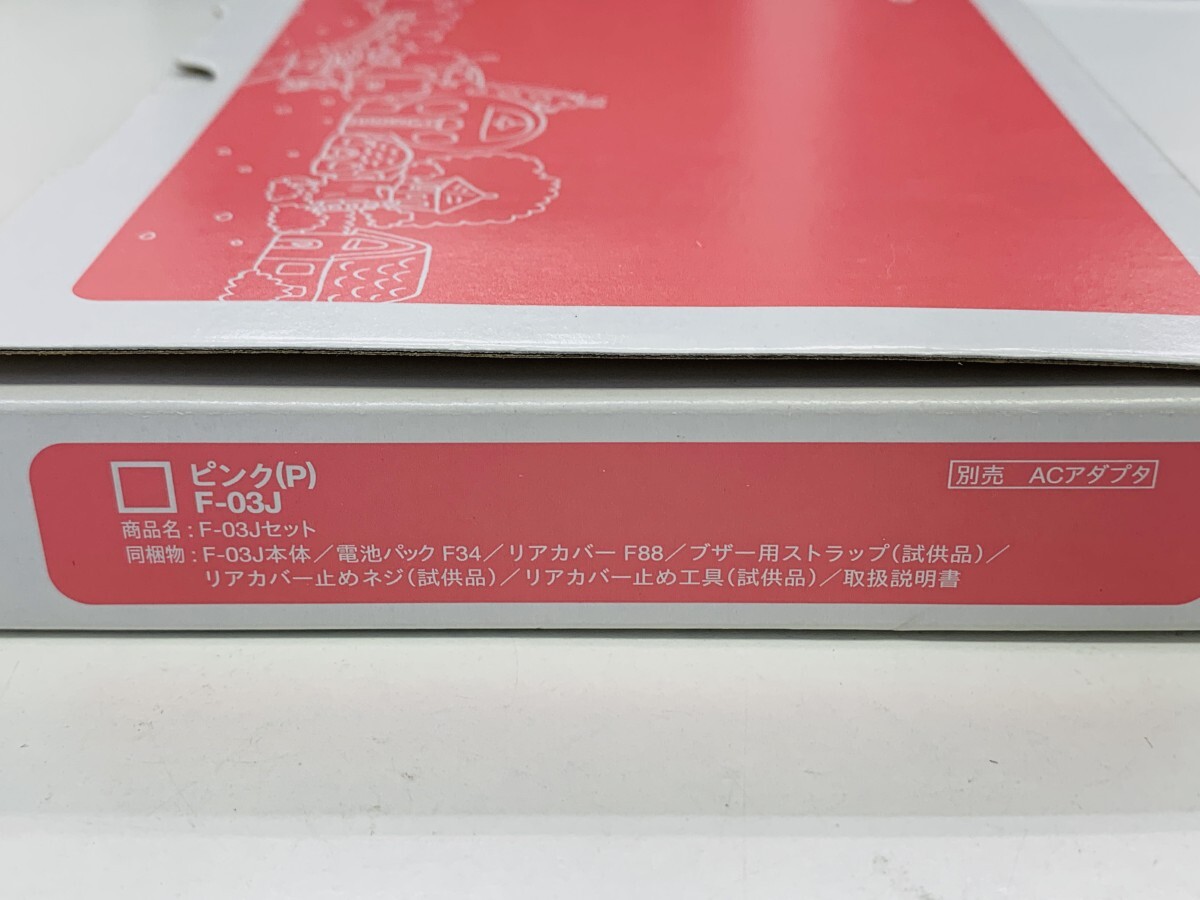 ピンク(P)
F-03J
別売　ACアダプタ
商品名:F-03Jセット
同梱物:F-03J本体/電池パック F34/リアカバー F88/ブザー用ストラップ(試供品)/
リアカバー止めネジ(試供品)/リアカバー止め工具(試供品)/取扱説明書